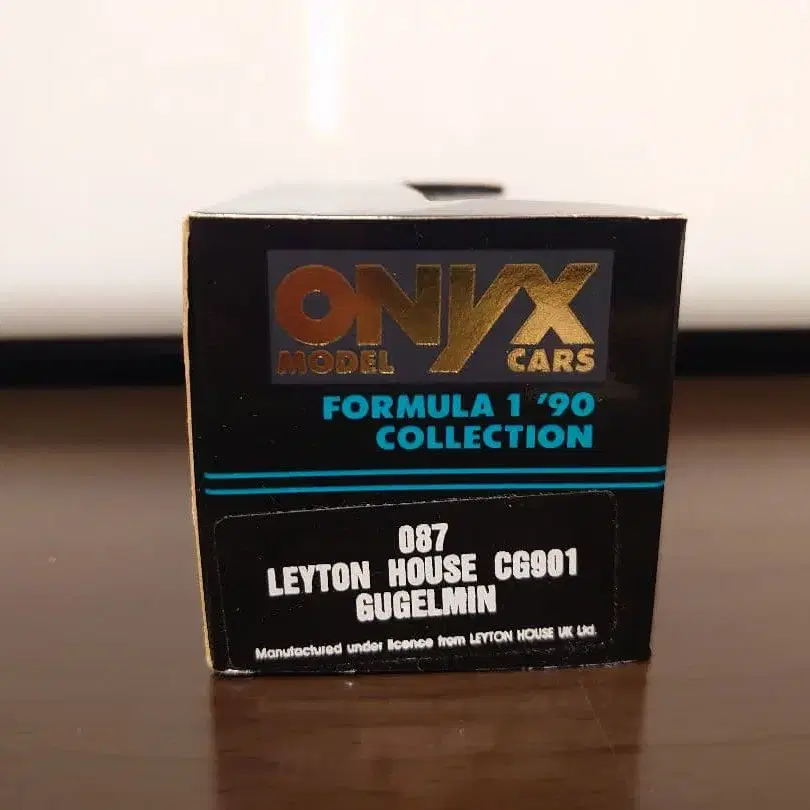 ONYX
MODEL CARS
FORMULA 1 '90
COLLECTION
087
LEYTON HOUSE CG901
GUGELMIN
Manufactured under licence from LEYTON HOUSE UK Ltd.